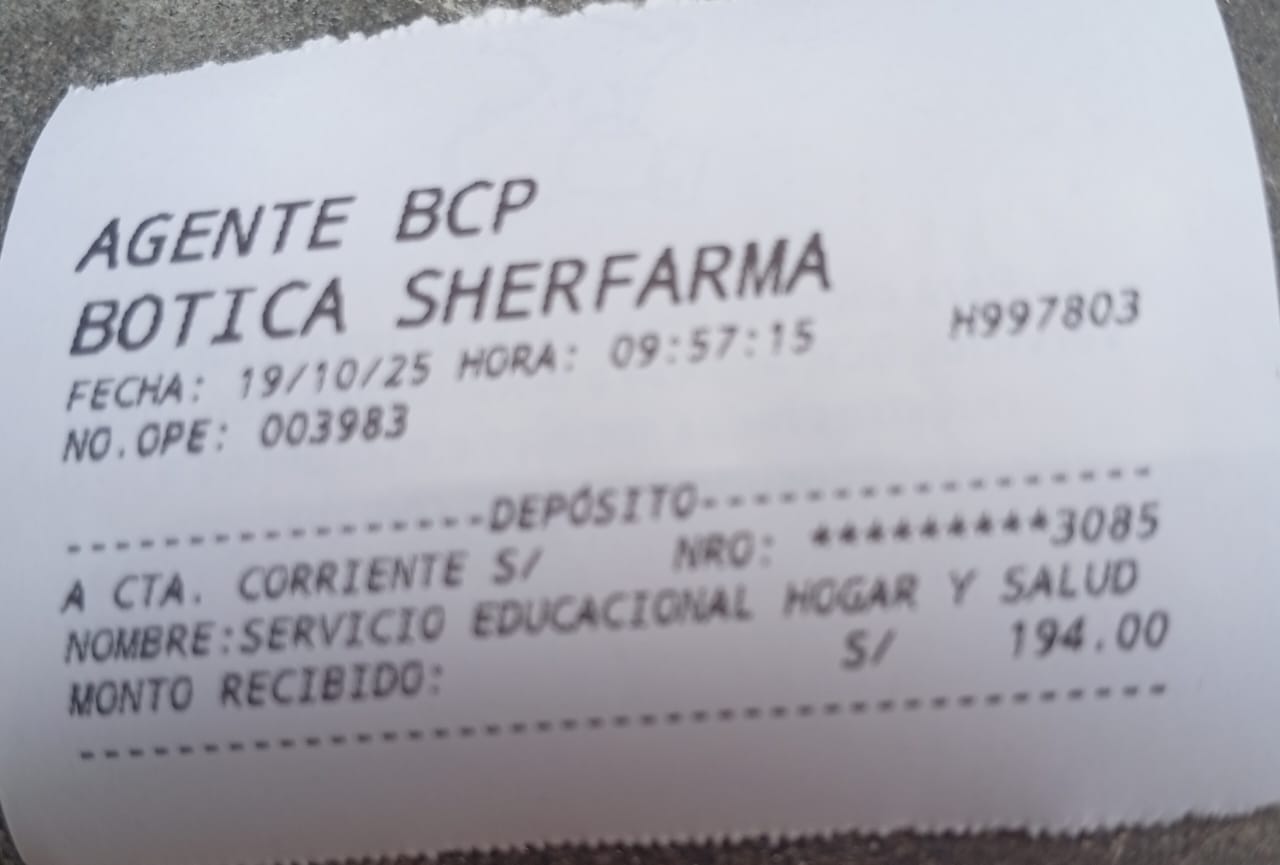 AGENTE BCP
BOTICA SHERFARMA
FECHA: 19/10/25 HORA: 09:57:15 H997803
NO.OPE: 003983
----------------DEPÓSITO-----------------
A CTA. CORRIENTE S/ NRO: *********3085
NOMBRE:SERVICIO EDUCACIONAL HOGAR Y SALUD
MONTO RECIBIDO: S/ 194.00
-----------------------------------------